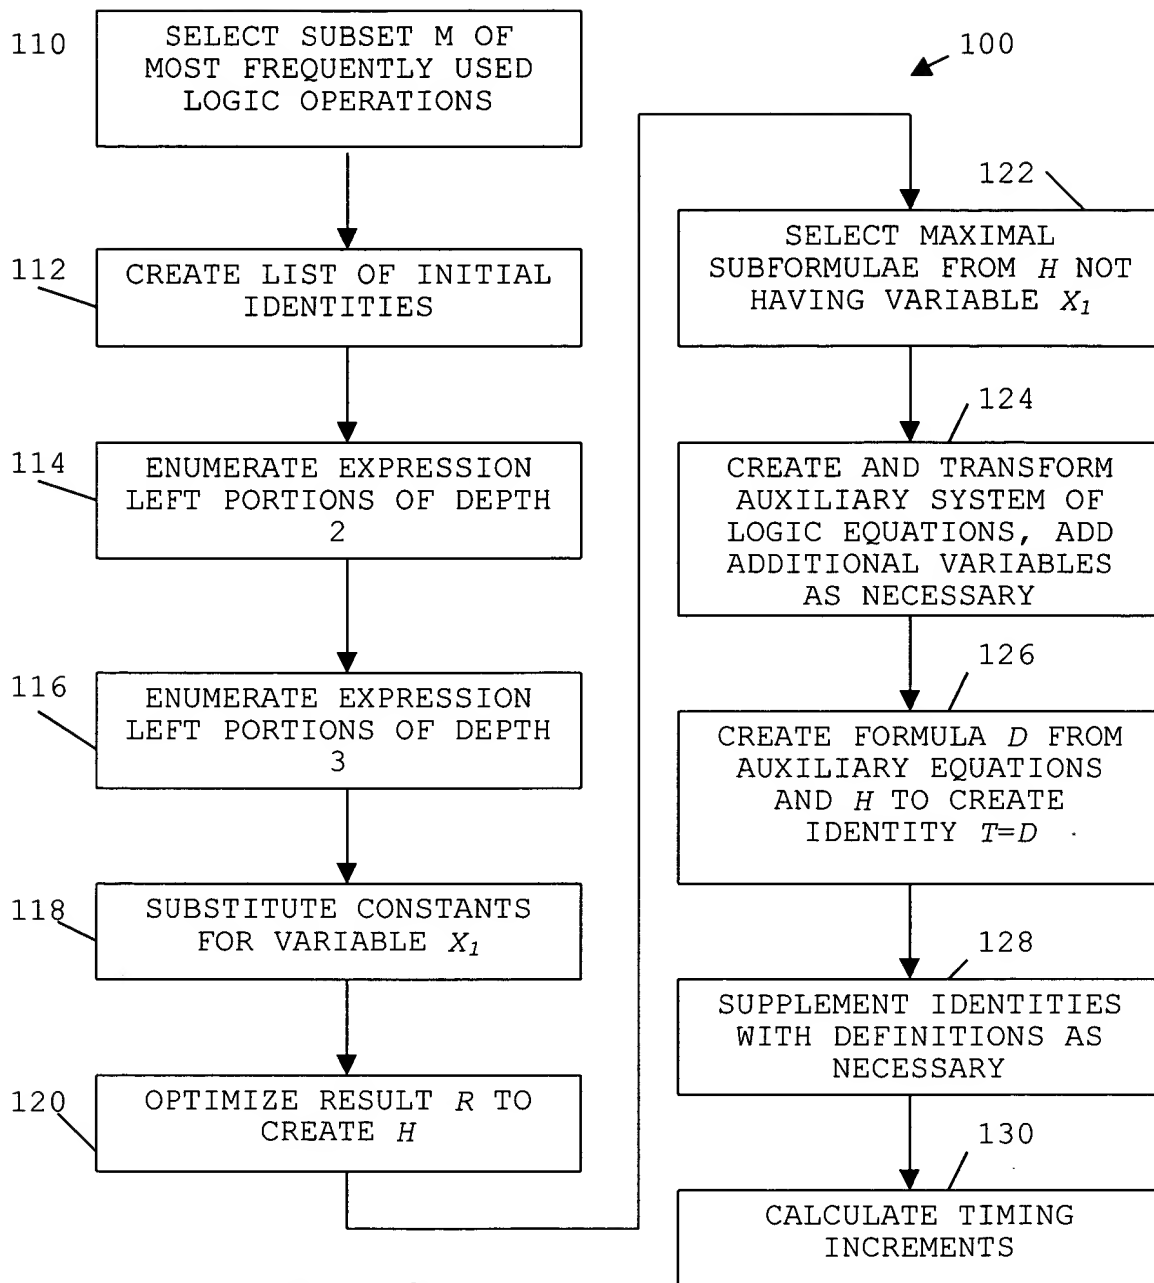 110
SELECT SUBSET M OF
MOST FREQUENTLY USED
LOGIC OPERATIONS
112
CREATE LIST OF INITIAL
IDENTITIES
114
ENUMERATE EXPRESSION
LEFT PORTIONS OF DEPTH
2
116
ENUMERATE EXPRESSION
LEFT PORTIONS OF DEPTH
3
118
SUBSTITUTE CONSTANTS
FOR VARIABLE X₁
120
OPTIMIZE RESULT R TO
CREATE H
100
122
SELECT MAXIMAL
SUBFORMULAE FROM H NOT
HAVING VARIABLE X₁
124
CREATE AND TRANSFORM
AUXILIARY SYSTEM OF
LOGIC EQUATIONS, ADD
ADDITIONAL VARIABLES
AS NECESSARY
126
CREATE FORMULA D FROM
AUXILIARY EQUATIONS
AND H TO CREATE
IDENTITY T=D
128
SUPPLEMENT IDENTITIES
WITH DEFINITIONS AS
NECESSARY
130
CALCULATE TIMING
INCREMENTS